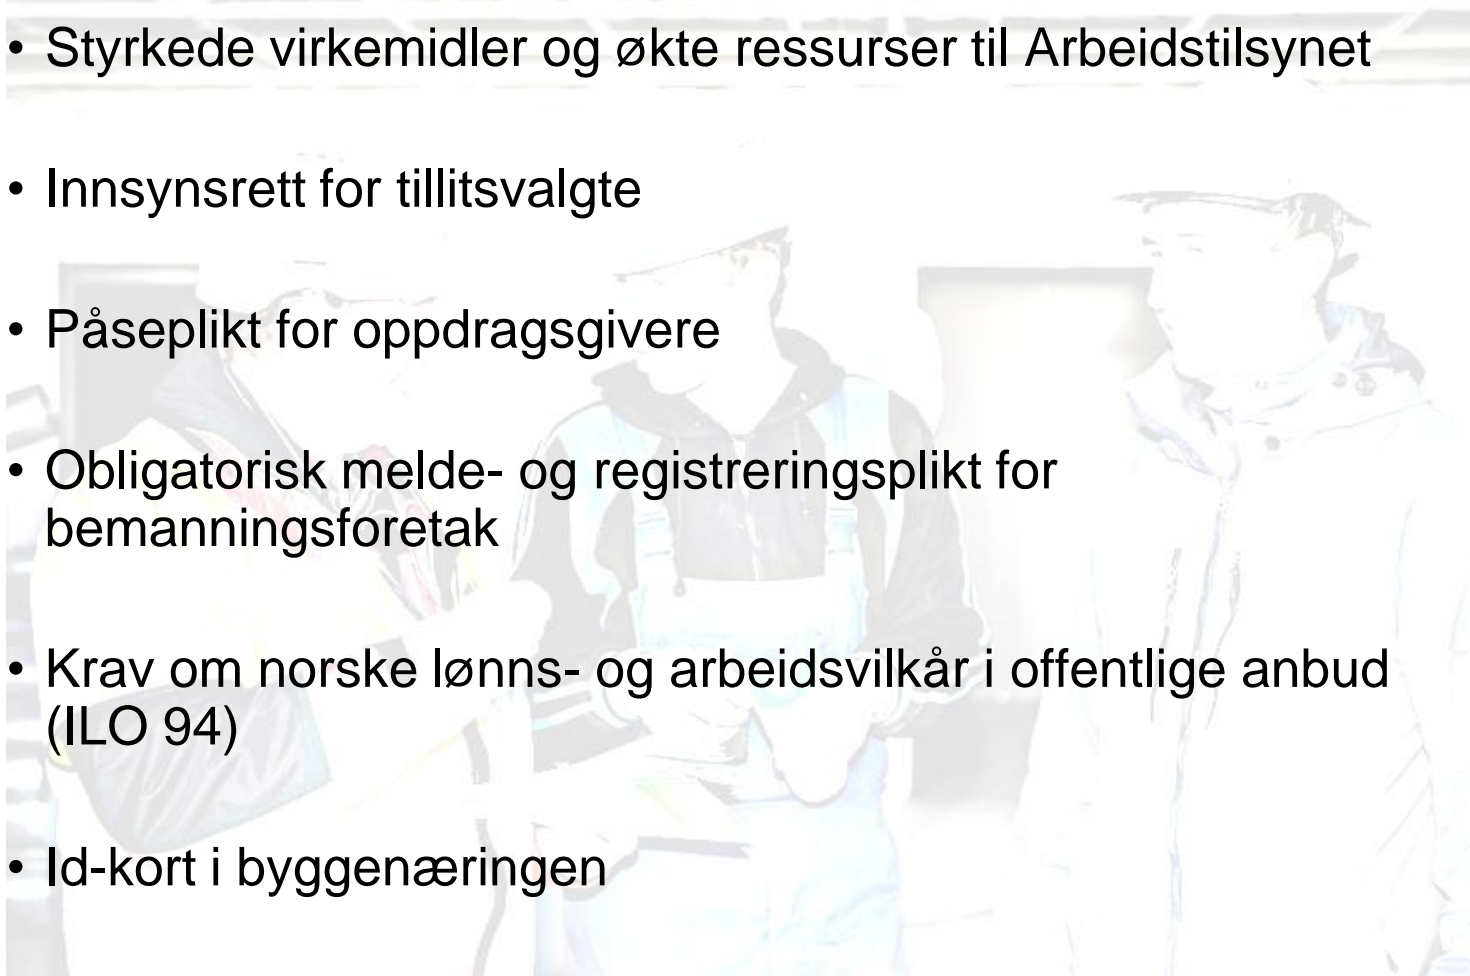 • Styrkede virkemidler og økte ressurser til Arbeidstilsynet
• Innsynsrett for tillitsvalgte
• Påseplikt for oppdragsgivere
• Obligatorisk melde- og registreringsplikt for
bemanningsforetak
• Krav om norske lønns- og arbeidsvilkår i offentlige anbud
(ILO 94)
• Id-kort i byggenæringen